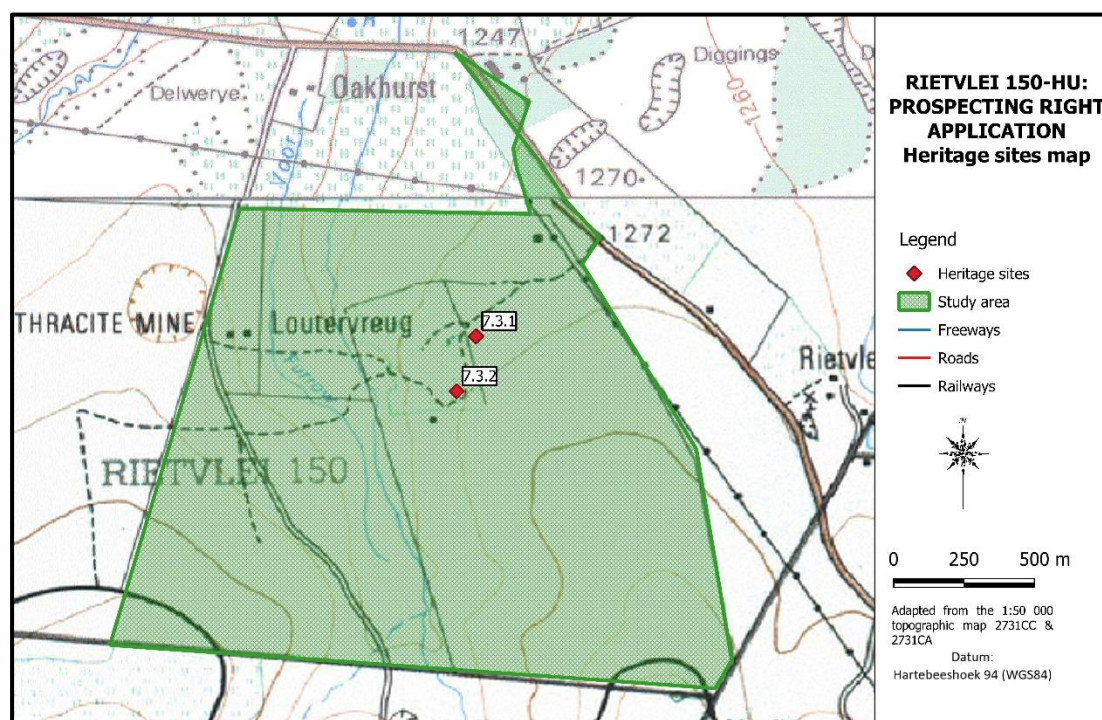 1247
Diggings
Delwerye
Oakhurst
1260
Voor
1270
1272
THRACITE MINE
Loutervreug
7.3.1
Furrow
7.3.2
Rietvle
RIETVLEI 150
RIETVLEI 150-HU:
PROSPECTING RIGHT
APPLICATION
Heritage sites map
Legend
Heritage sites
Study area
Freeways
Roads
Railways
N
0 250 500 m
Adapted from the 1:50 000
topographic map 2731CC &
2731CA
Datum:
Hartebeeshoek 94 (WGS84)